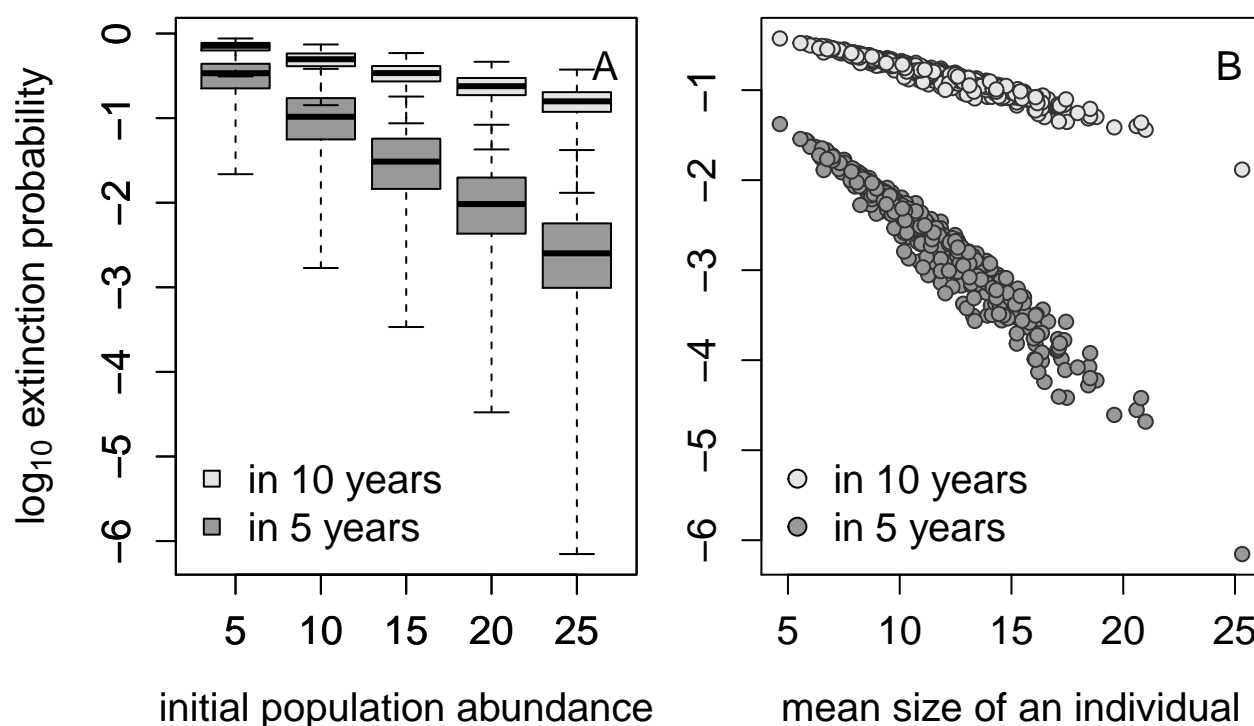 log10 extinction probability
0
−1
−2
−3
−4
−5
−6
A
in 10 years
in 5 years
5 10 15 20 25
initial population abundance
−1
−2
−3
−4
−5
−6
B
in 10 years
in 5 years
5 10 15 20 25
mean size of an individual